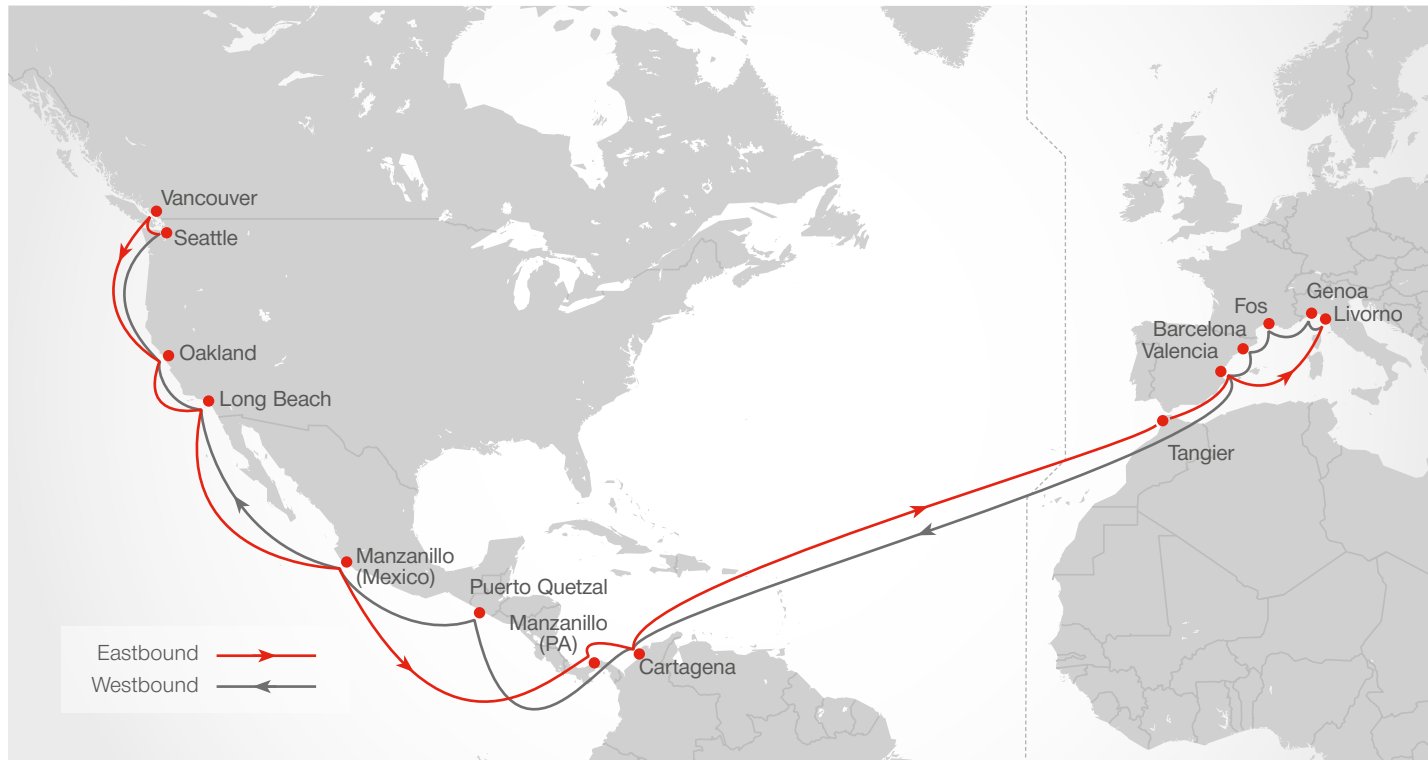 Vancouver
Seattle
Oakland
Long Beach
Manzanillo
(Mexico)
Puerto Quetzal
Manzanillo
(PA)
Cartagena
Genoa
Livorno
Fos
Barcelona
Valencia
Tangier
Eastbound
Westbound